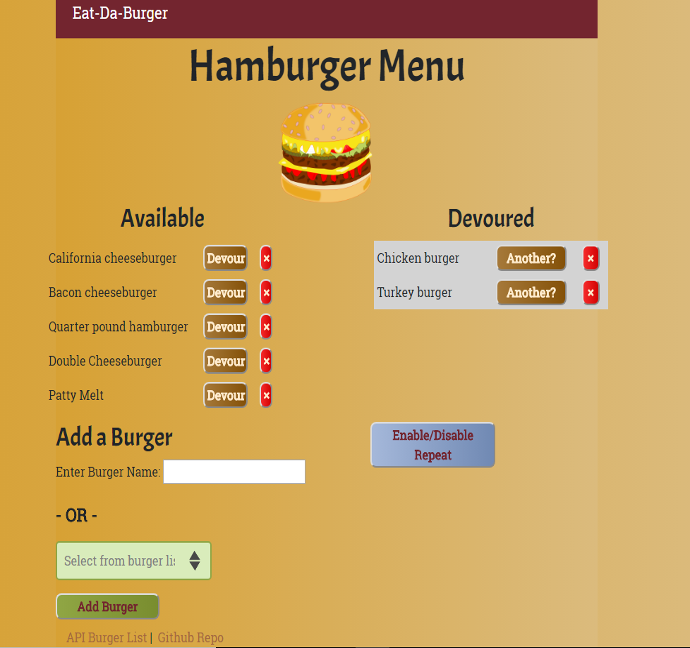 Eat-Da-Burger
Hamburger Menu
Available
California cheeseburger Devour ×
Bacon cheeseburger Devour ×
Quarter pound hamburger Devour ×
Double Cheeseburger Devour ×
Patty Melt Devour ×
Devoured
Chicken burger Another? ×
Turkey burger Another? ×
Add a Burger
Enter Burger Name:
- OR -
Select from burger li
Add Burger
Enable/Disable
Repeat
API Burger List | Github Repo